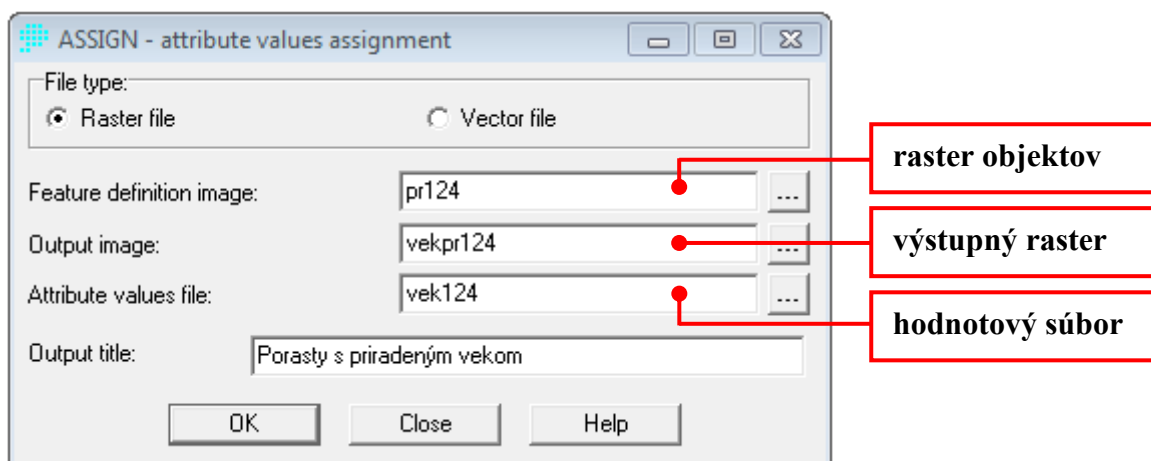 ASSIGN - attribute values assignment
File type:
Raster file
Vector file
Feature definition image:
pr124
...
raster objektov
Output image:
vekpr124
...
výstupný raster
Attribute values file:
vek124
...
hodnotový súbor
Output title:
Porasty s priradeným vekom
OK
Close
Help